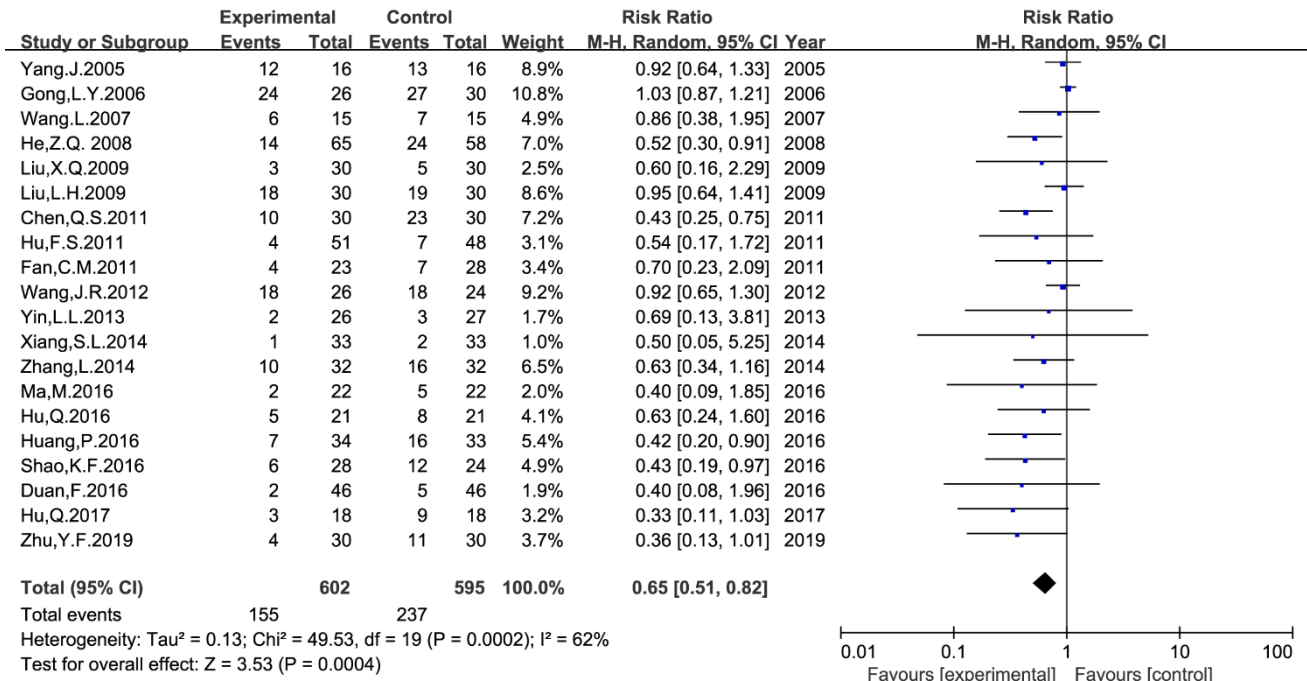 Experimental Control Risk Ratio Risk Ratio
Study or Subgroup Events Total Events Total Weight M-H, Random, 95% CI Year M-H, Random, 95% CI
Yang.J.2005 12 16 13 16 8.9% 0.92 [0.64, 1.33] 2005
Gong,L.Y.2006 24 26 27 30 10.8% 1.03 [0.87, 1.21] 2006
Wang.L.2007 6 15 7 15 4.9% 0.86 [0.38, 1.95] 2007
He,Z.Q. 2008 14 65 24 58 7.0% 0.52 [0.30, 0.91] 2008
Liu,X.Q.2009 3 30 5 30 2.5% 0.60 [0.16, 2.29] 2009
Liu,L.H.2009 18 30 19 30 8.6% 0.95 [0.64, 1.41] 2009
Chen,Q.S.2011 10 30 23 30 7.2% 0.43 [0.25, 0.75] 2011
Hu,F.S.2011 4 51 7 48 3.1% 0.54 [0.17, 1.72] 2011
Fan,C.M.2011 4 23 7 28 3.4% 0.70 [0.23, 2.09] 2011
Wang,J.R.2012 18 26 18 24 9.2% 0.92 [0.65, 1.30] 2012
Yin,L.L.2013 2 26 3 27 1.7% 0.69 [0.13, 3.81] 2013
Xiang,S.L.2014 1 33 2 33 1.0% 0.50 [0.05, 5.25] 2014
Zhang,L.2014 10 32 16 32 6.5% 0.63 [0.34, 1.16] 2014
Ma,M.2016 2 22 5 22 2.0% 0.40 [0.09, 1.85] 2016
Hu,Q.2016 5 21 8 21 4.1% 0.63 [0.24, 1.60] 2016
Huang,P.2016 7 34 16 33 5.4% 0.42 [0.20, 0.90] 2016
Shao,K.F.2016 6 28 12 24 4.9% 0.43 [0.19, 0.97] 2016
Duan,F.2016 2 46 5 46 1.9% 0.40 [0.08, 1.96] 2016
Hu,Q.2017 3 18 9 18 3.2% 0.33 [0.11, 1.03] 2017
Zhu,Y.F.2019 4 30 11 30 3.7% 0.36 [0.13, 1.01] 2019
Total (95% CI) 602 595 100.0% 0.65 [0.51, 0.82]
Total events 155 237
Heterogeneity: Tau² = 0.13; Chi² = 49.53, df = 19 (P = 0.0002); I² = 62%
Test for overall effect: Z = 3.53 (P = 0.0004)
0.01 0.1 1 10 100
Favours [experimental] Favours [control]